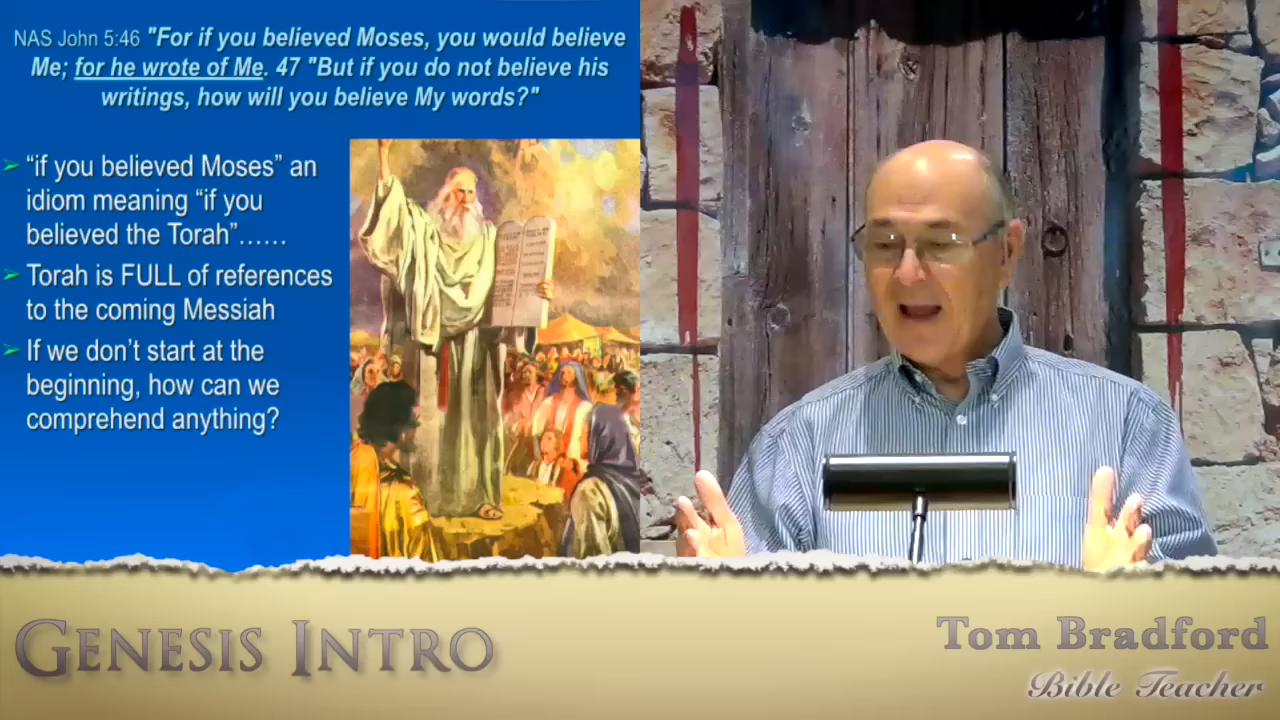 NAS John 5:46 "For if you believed Moses, you would believe
Me; for he wrote of Me. 47 "But if you do not believe his
writings, how will you believe My words?"
➢ “if you believed Moses” an
idiom meaning “if you
believed the Torah”……
➢ Torah is FULL of references
to the coming Messiah
➢ If we don’t start at the
beginning, how can we
comprehend anything?
Genesis Intro
Tom Bradford
Bible Teacher